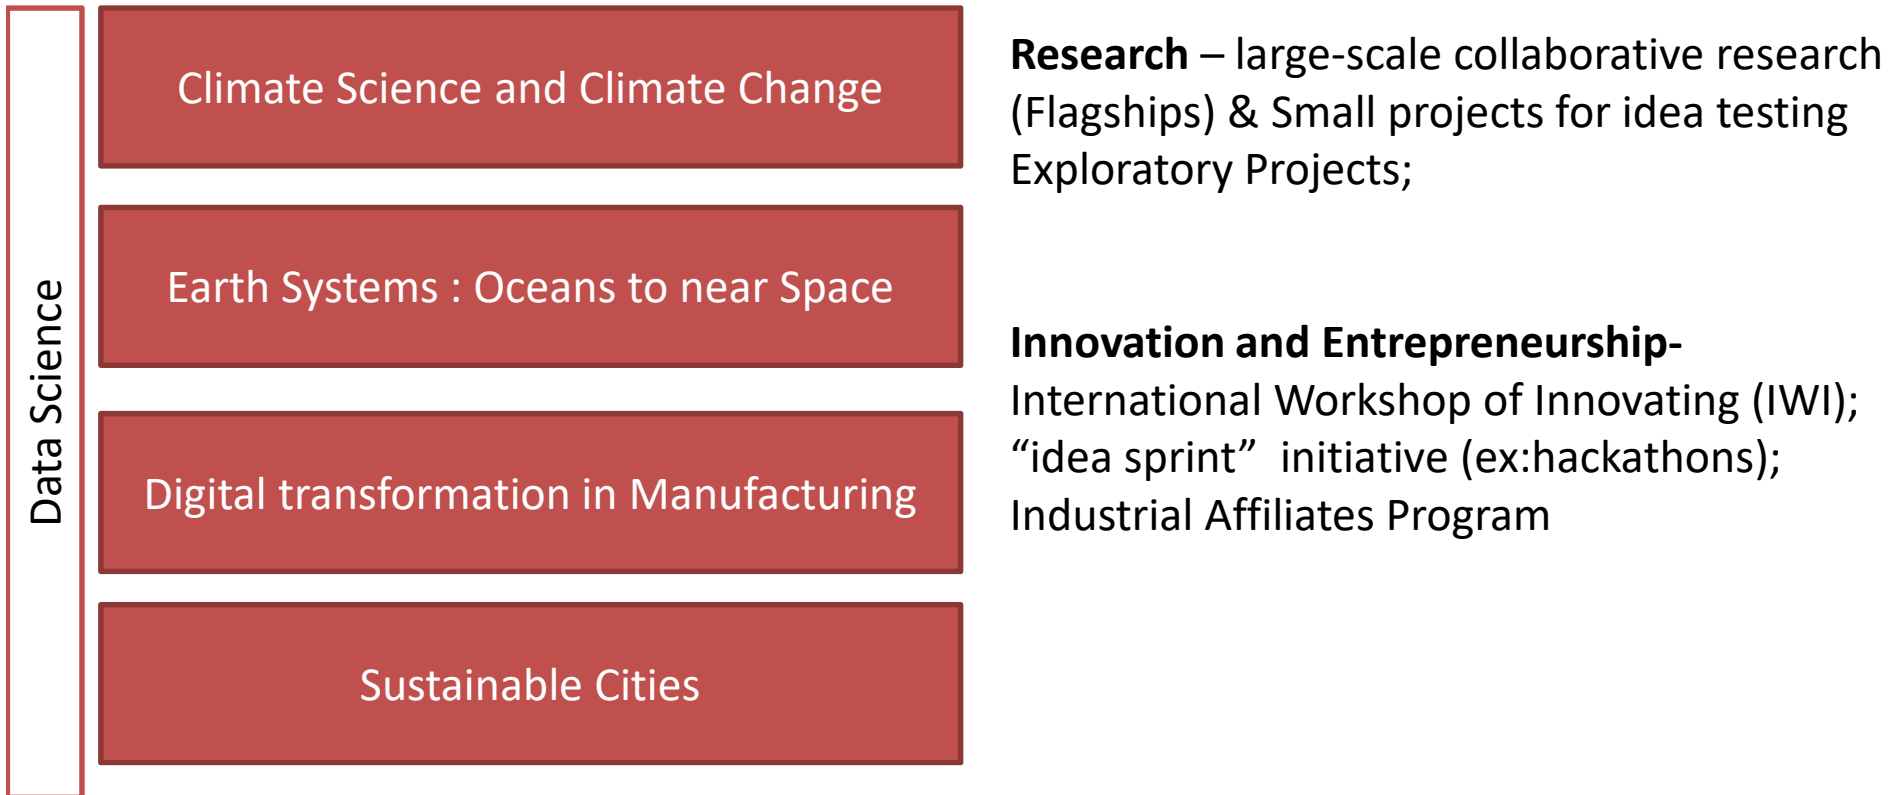 Data Science
Climate Science and Climate Change
Earth Systems : Oceans to near Space
Digital transformation in Manufacturing
Sustainable Cities
Research – large-scale collaborative research
(Flagships) & Small projects for idea testing
Exploratory Projects;
Innovation and Entrepreneurship-
International Workshop of Innovating (IWI);
“idea sprint”  initiative (ex:hackathons);
Industrial Affiliates Program